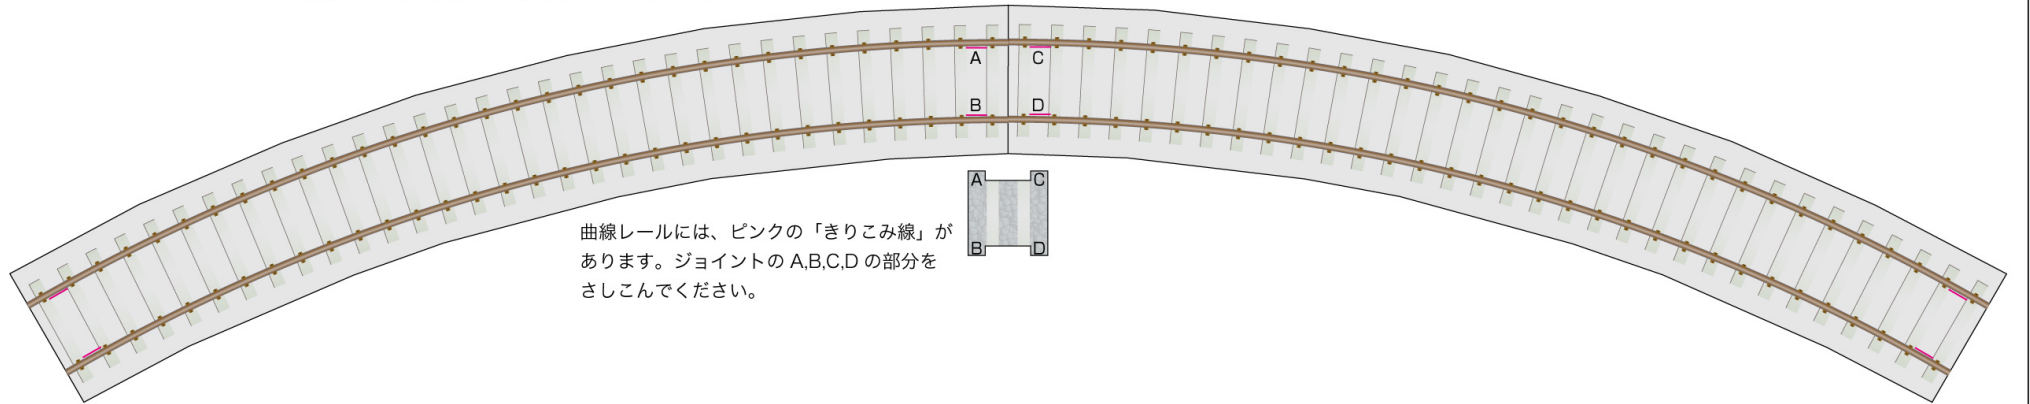 A C
B D
A C
B D
曲線レールには、ピンクの「きりこみ線」が
あります。ジョイントの A,B,C,D の部分を
さしこんでください。